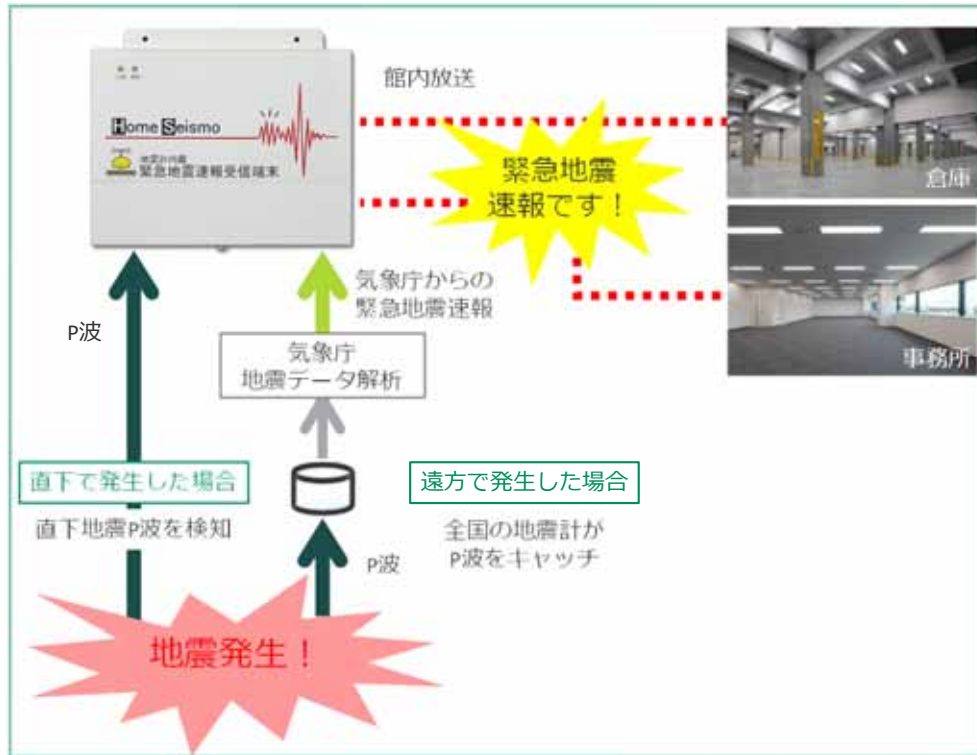 Home Seismo
地震計内蔵
緊急地震速報受信端末
館内放送
緊急地震
速報です！
倉庫
事務所
気象庁からの
緊急地震速報
P波
気象庁
地震データ解析
直下で発生した場合
直下地震P波を検知
遠方で発生した場合
全国の地震計が
P波をキャッチ
P波
地震発生！